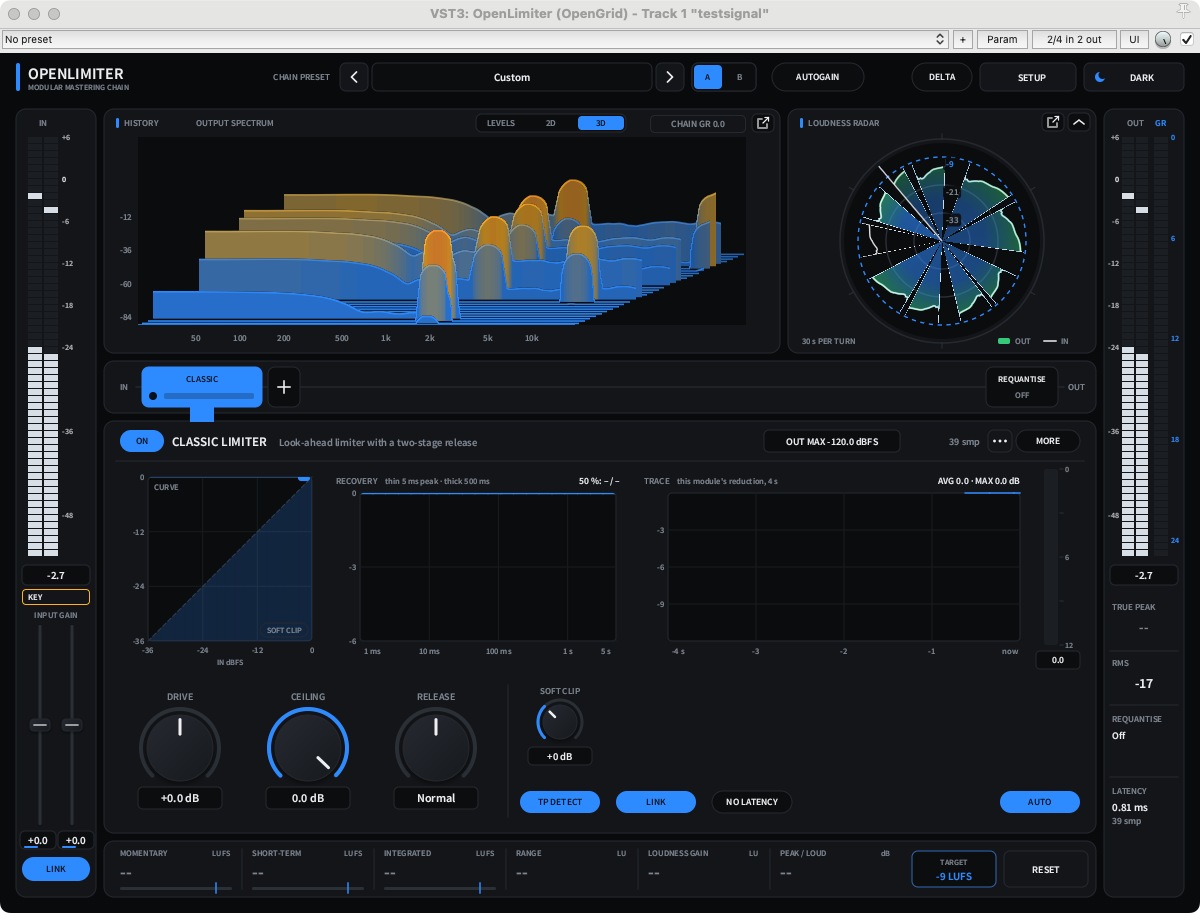 VST3: OpenLimiter (OpenGrid) - Track 1 "testsignal"
No preset
+
Param
2/4 in 2 out
UI
OPENLIMITER
MODULAR MASTERING CHAIN
CHAIN PRESET
Custom
A
B
AUTOGAIN
DELTA
SETUP
DARK
IN
+6
0
-6
-12
-18
-24
-36
-48
-2.7
KEY
INPUT GAIN
+0.0
+0.0
LINK
HISTORY
OUTPUT SPECTRUM
LEVELS
2D
3D
CHAIN GR 0.0
-12
-36
-60
-84
50
100
200
500
1k
2k
5k
10k
LOUDNESS RADAR
-9
-21
-33
30 s PER TURN
OUT
IN
IN
CLASSIC
+
REQUANTISE
OFF
OUT
ON
CLASSIC LIMITER
Look-ahead limiter with a two-stage release
OUT MAX -120.0 dBFS
39 smp
•••
MORE
CURVE
0
-12
-24
-36
SOFT CLIP
-36
-24
-12
0
IN dBFS
RECOVERY
thin 5 ms peak · thick 500 ms
50 %: – / –
0
-3
-6
1 ms
10 ms
100 ms
1 s
5 s
TRACE
this module's reduction, 4 s
AVG 0.0 · MAX 0.0 dB
-3
-6
-9
-4 s
-3
-2
-1
now
0
6
12
0.0
DRIVE
+0.0 dB
CEILING
0.0 dB
RELEASE
Normal
SOFT CLIP
+0 dB
TP DETECT
LINK
NO LATENCY
AUTO
MOMENTARY
LUFS
--
SHORT-TERM
LUFS
--
INTEGRATED
LUFS
--
RANGE
LU
--
LOUDNESS GAIN
LU
--
PEAK / LOUD
dB
--
TARGET
-9 LUFS
RESET
OUT
GR
+6
0
-6
-12
-18
-24
-36
-48
0
6
12
18
24
-2.7
TRUE PEAK
--
RMS
-17
REQUANTISE
Off
LATENCY
0.81 ms
39 smp